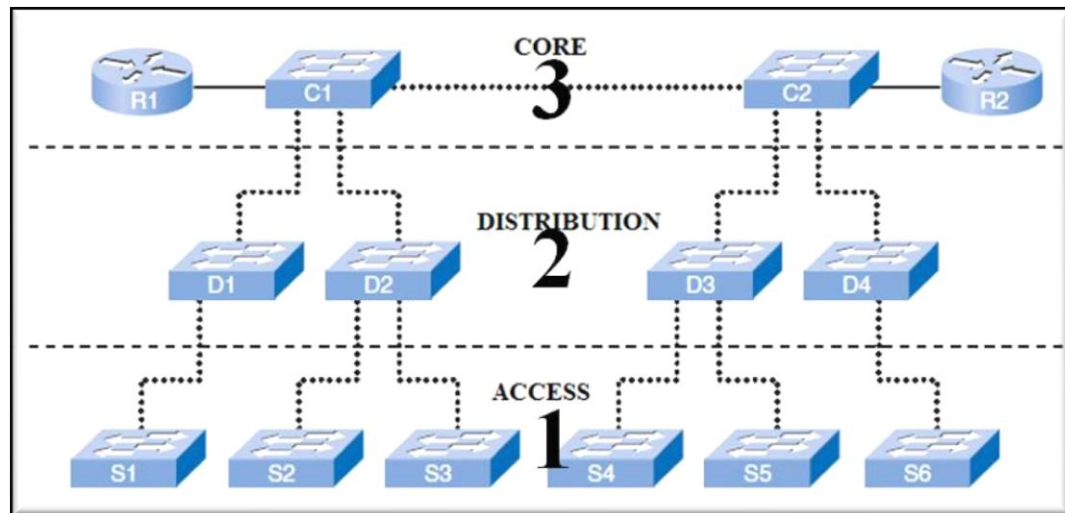 CORE
3
R1
C1
C2
R2
DISTRIBUTION
2
D1
D2
D3
D4
ACCESS
1
S1
S2
S3
S4
S5
S6